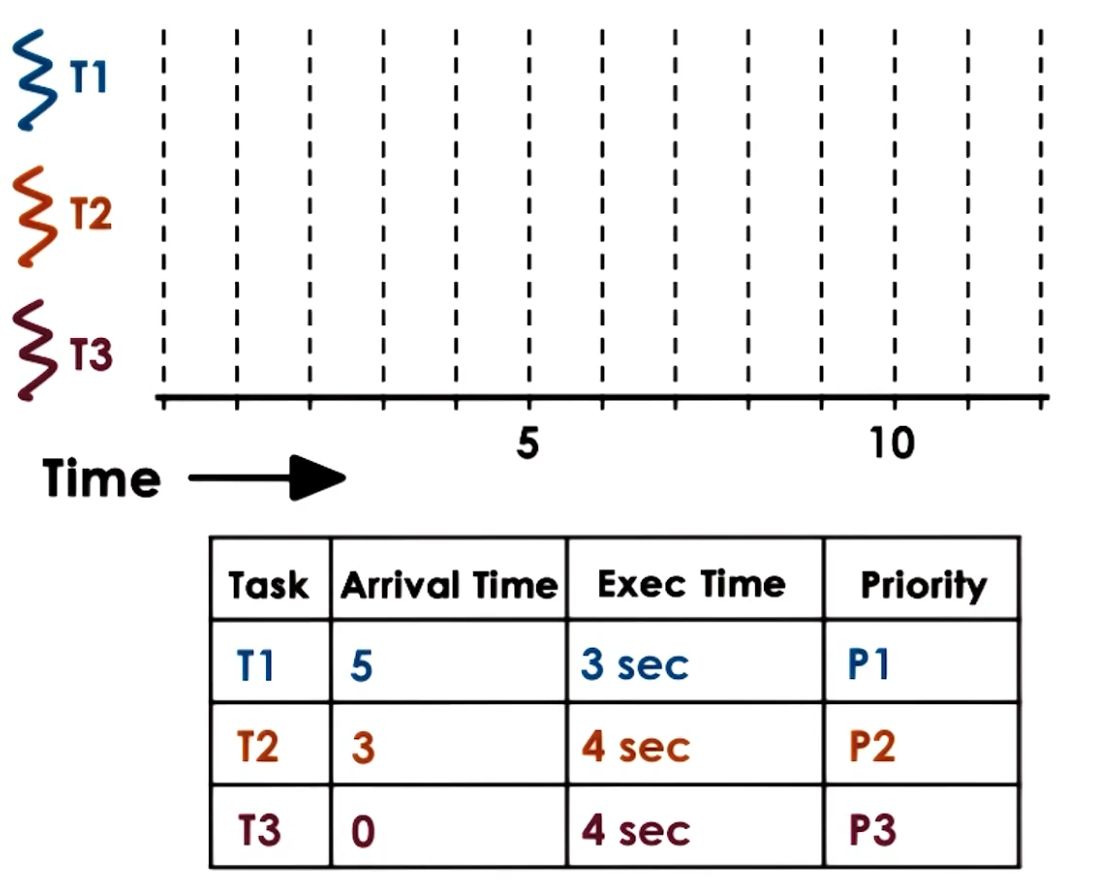 T1
T2
T3
5 10
Time
Task Arrival Time Exec Time Priority
T1 5 3 sec P1
T2 3 4 sec P2
T3 0 4 sec P3